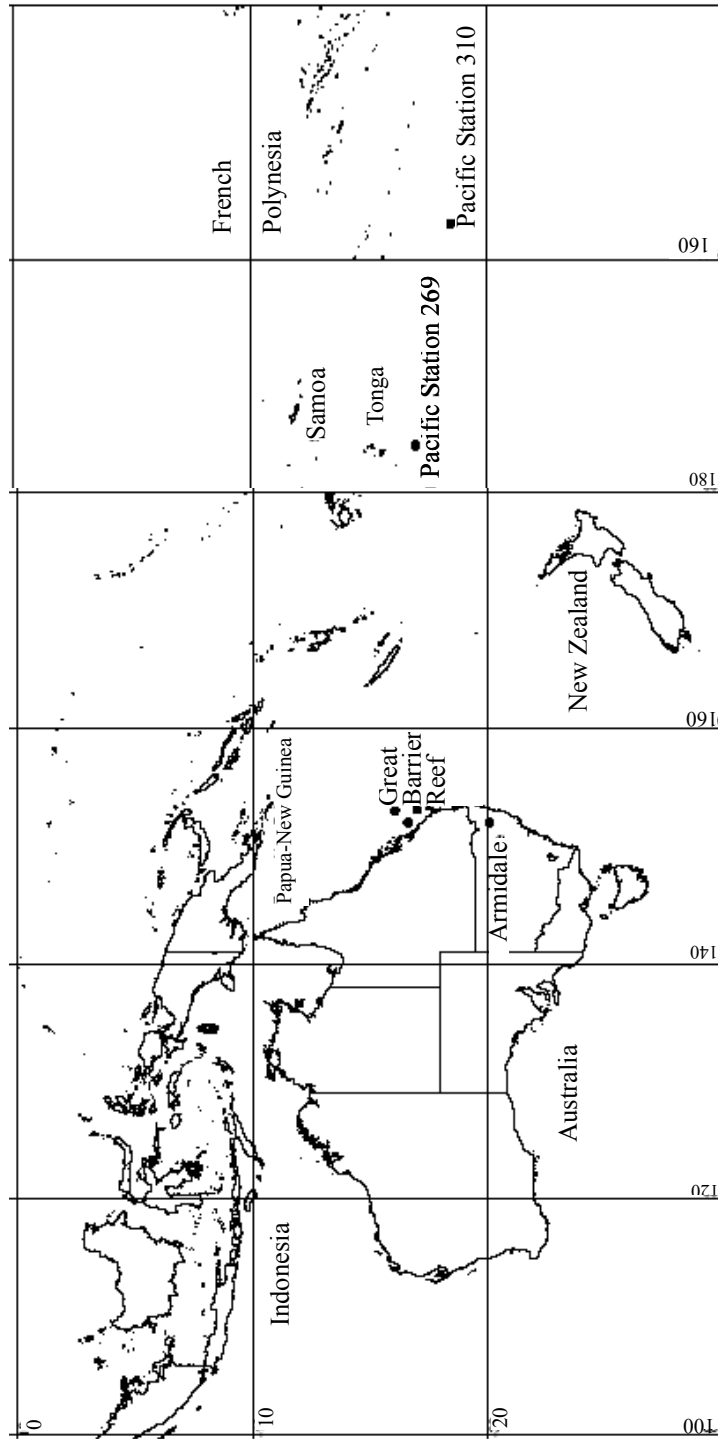 French
Polynesia
Pacific Station 310
160
Samoa
Tonga
Pacific Station 269
180
New Zealand
160
Papua-New Guinea
Great
Barrier
Reef
Armidale
140
Australia
120
Indonesia
0
10
20
100